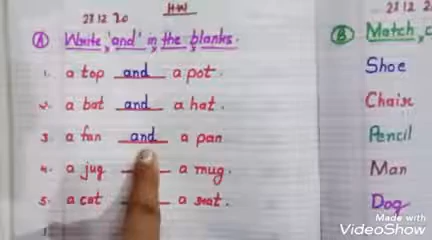 23 12 20
HW
A Write, 'and' in the blanks.
1. a top and a pot.
2. a bat and a hat.
3. a fan and a pan
4. a jug a mug.
5. a cat a rat.
23 12 2
B Match,
Shoe
Chair
Pencil
Man
Dog
Made with
VideoShow